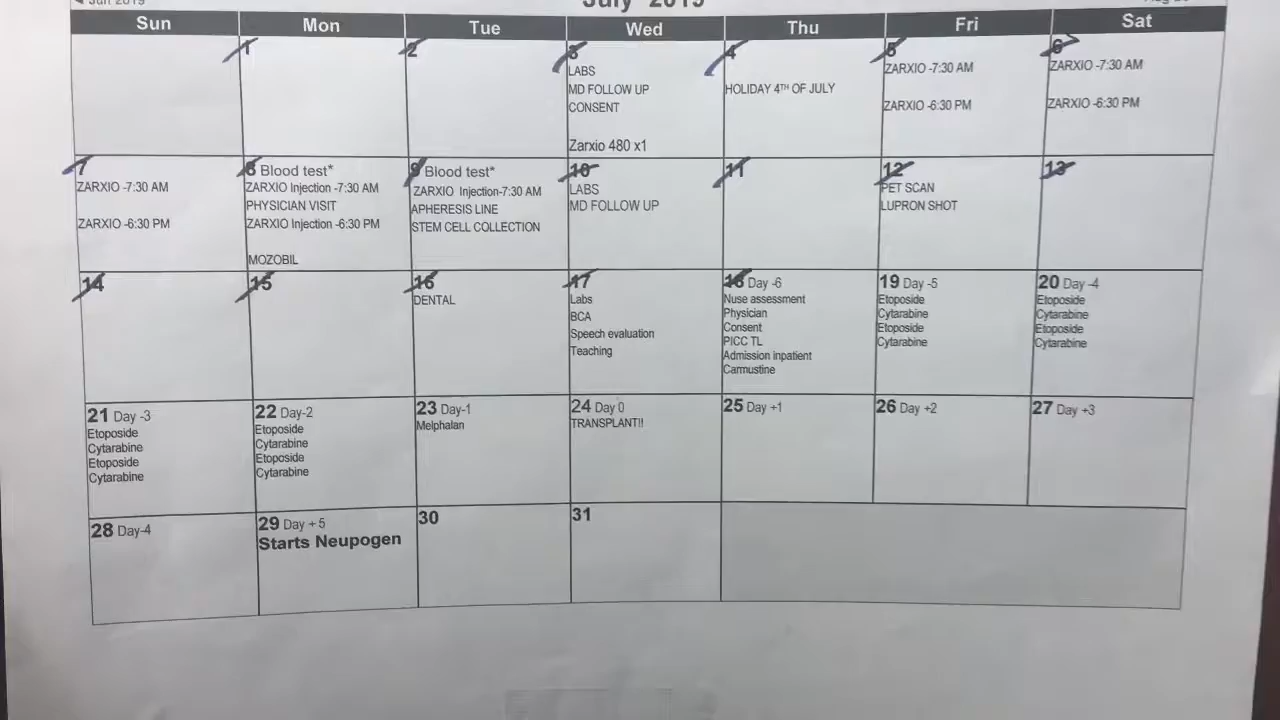 Jun 2019
July 2019
Sun Mon Tue Wed Thu Fri Sat
1
2
3
LABS
MD FOLLOW UP
CONSENT
Zarxio 480 x1
4
HOLIDAY 4TH OF JULY
5
ZARXIO -7:30 AM
ZARXIO -6:30 PM
6
ZARXIO -7:30 AM
ZARXIO -6:30 PM
7
ZARXIO -7:30 AM
ZARXIO -6:30 PM
8 Blood test*
ZARXIO Injection -7:30 AM
PHYSICIAN VISIT
ZARXIO Injection -6:30 PM
MOZOBIL
9 Blood test*
ZARXIO Injection-7:30 AM
APHERESIS LINE
STEM CELL COLLECTION
10
LABS
MD FOLLOW UP
11
12
PET SCAN
LUPRON SHOT
13
14
15
16
DENTAL
17
Labs
BCA
Speech evaluation
Teaching
18 Day -6
Nuse assessment
Physician
Consent
PICC TL
Admission inpatient
Carmustine
19 Day -5
Etoposide
Cytarabine
Etoposide
Cytarabine
20 Day -4
Etoposide
Cytarabine
Etoposide
Cytarabine
21 Day -3
Etoposide
Cytarabine
Etoposide
Cytarabine
22 Day-2
Etoposide
Cytarabine
Etoposide
Cytarabine
23 Day-1
Melphalan
24 Day 0
TRANSPLANT!!
25 Day +1
26 Day +2
27 Day +3
28 Day-4
29 Day + 5
Starts Neupogen
30
31